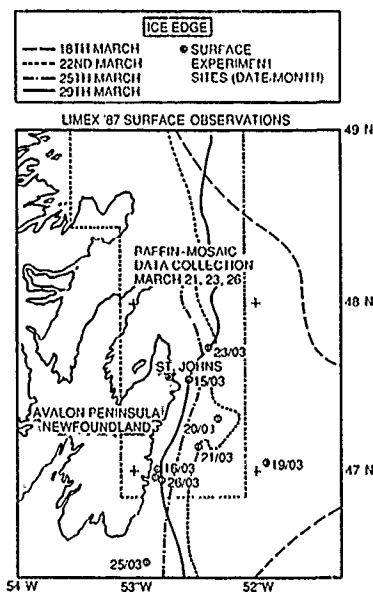 ICE EDGE
18TH MARCH
22ND MARCH
25TH MARCH
29TH MARCH
SURFACE
EXPERIMENT
SITES (DATE/MONTH)
LIMEX '87 SURFACE OBSERVATIONS
49 N
RAFFIN-MOSAIC
DATA COLLECTION
MARCH 21, 23, 26
48 N
23/03
ST. JOHNS
15/03
AVALON PENINSULA
NEWFOUNDLAND
20/03
21/03
19/03
16/03
26/03
47 N
25/03
54°W
53°W
52°W